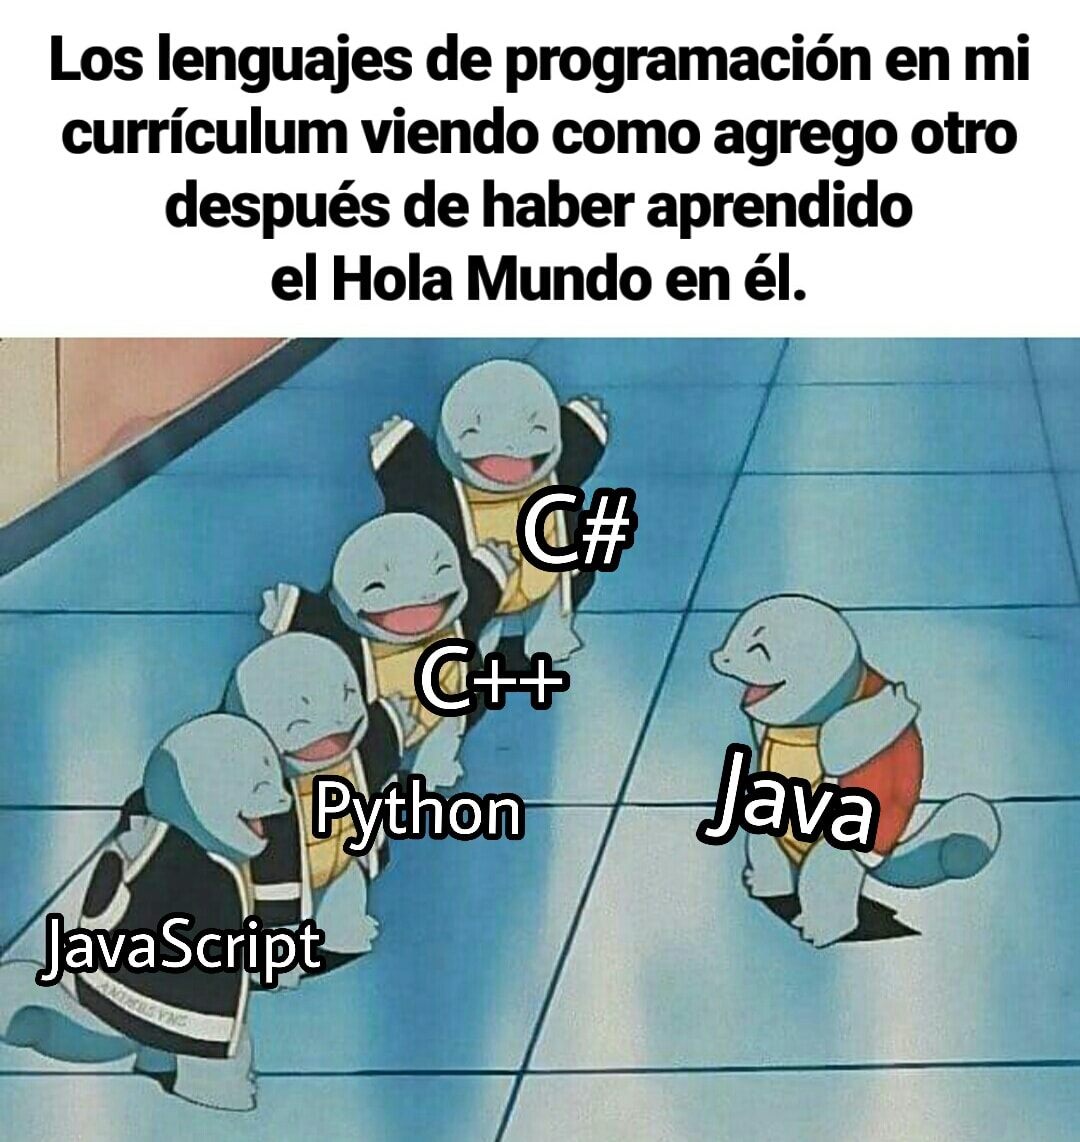 Los lenguajes de programación en mi
currículum viendo como agrego otro
después de haber aprendido
el Hola Mundo en él.
C#
C++
Python
Java
JavaScript